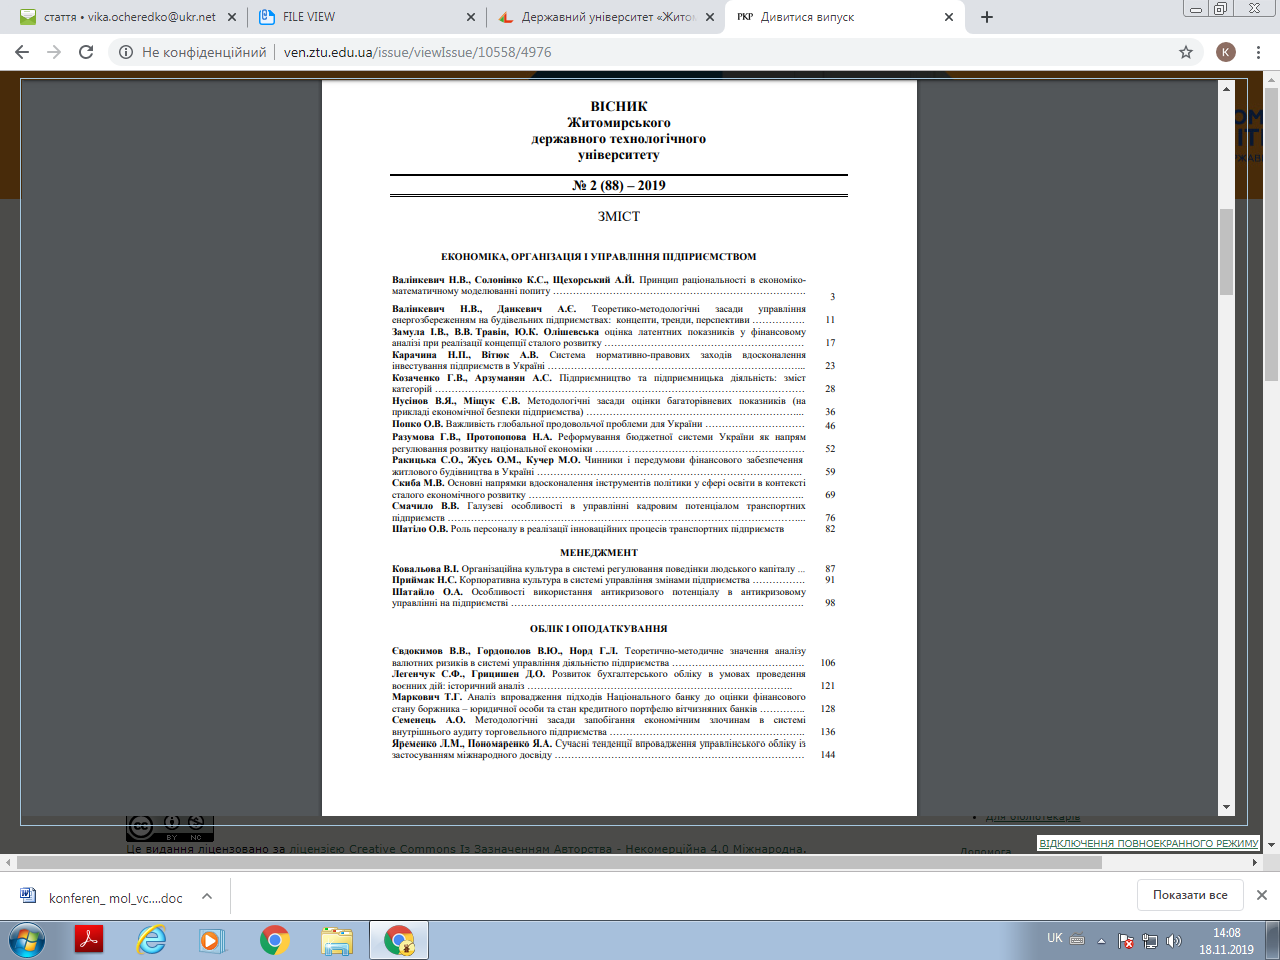 стаття • vika.ocheredko@ukr.net
FILE VIEW
Державний університет «Житом
PKP Дивитися випуск
Не конфіденційний
ven.ztu.edu.ua/issue/viewIssue/10558/4976
K
ВІСНИК
Житомирського
державного технологічного
університету
№ 2 (88) – 2019
ЗМІСТ
ЕКОНОМІКА, ОРГАНІЗАЦІЯ І УПРАВЛІННЯ ПІДПРИЄМСТВОМ
Валінкевич Н.В., Солонінко К.С., Щехорський А.Й. Принцип раціональності в економіко-
математичному моделюванні попиту ……………………………………………………………………. 3
Валінкевич Н.В., Данкевич А.Є. Теоретико-методологічні засади управління
енергозбереженням на будівельних підприємствах: концепти, тренди, перспективи ……………. 11
Замула І.В., В.В. Травін, Ю.К. Олішевська оцінка латентних показників у фінансовому
аналізі при реалізації концепції сталого розвитку ……………………………………………………… 17
Карачина Н.П., Вітюк А.В. Система нормативно-правових заходів вдосконалення
інвестування підприємств в Україні ……………………………………………………………………... 23
Козаченко Г.В., Арзуманян А.С. Підприємництво та підприємницька діяльність: зміст
категорій …………………………………………………………………………………………………… 28
Нусінов В.Я., Міщук Є.В. Методологічні засади оцінки багаторівневих показників (на
прикладі економічної безпеки підприємства) …………………………………………………………... 36
Попко О.В. Важливість глобальної продовольчої проблеми для України ………………………… 46
Разумова Г.В., Протопопова Н.А. Реформування бюджетної системи України як напрям
регулювання розвитку національної економіки ………………………………………………………… 52
Ракицька С.О., Жусь О.М., Кучер М.О. Чинники і передумови фінансового забезпечення
житлового будівництва в Україні ……………………………………………………………………….. 59
Скиба М.В. Основні напрямки вдосконалення інструментів політики у сфері освіти в контексті
сталого економічного розвитку ………………………………………………………………………….. 69
Смачило В.В. Галузеві особливості в управлінні кадровим потенціалом транспортних
підприємств ………………………………………………………………………………………………... 76
Шатіло О.В. Роль персоналу в реалізації інноваційних процесів транспортних підприємств 82
МЕНЕДЖМЕНТ
Ковальова В.І. Організаційна культура в системі регулювання поведінки людського капіталу ... 87
Приймак Н.С. Корпоративна культура в системі управління змінами підприємства ……………. 91
Шатайло О.А. Особливості використання антикризового потенціалу в антикризовому
управлінні на підприємстві ………………………………………………………………………………. 98
ОБЛІК І ОПОДАТКУВАННЯ
Євдокимов В.В., Гордополов В.Ю., Норд Г.Л. Теоретично-методичне значення аналізу
валютних ризиків в системі управління діяльністю підприємства …………………………………. 106
Легенчук С.Ф., Грицишен Д.О. Розвиток бухгалтерського обліку в умовах проведення
воєнних дій: історичний аналіз ……………………………………………………………………….. 121
Маркович Т.Г. Аналіз впровадження підходів Національного банку до оцінки фінансового
стану боржника – юридичної особи та стан кредитного портфелю вітчизняних банків ………….. 128
Семенець А.О. Методологічні засади запобігання економічним злочинам в системі
внутрішнього аудиту торговельного підприємства …………………………………………………….. 136
Яременко Л.М., Пономаренко Я.А. Сучасні тенденції впровадження управлінського обліку із
застосуванням міжнародного досвіду …………………………………………………………………… 144
Для бібліотекарів
BY NC
Це видання ліцензовано за ліцензією Creative Commons Із Зазначенням Авторства - Некомерційна 4.0 Міжнародна.
Допомога
ВІДКЛЮЧЕННЯ ПОВНОЕКРАННОГО РЕЖИМУ
konferen_ mol_vc....doc
Показати все
UK
14:08
18.11.2019